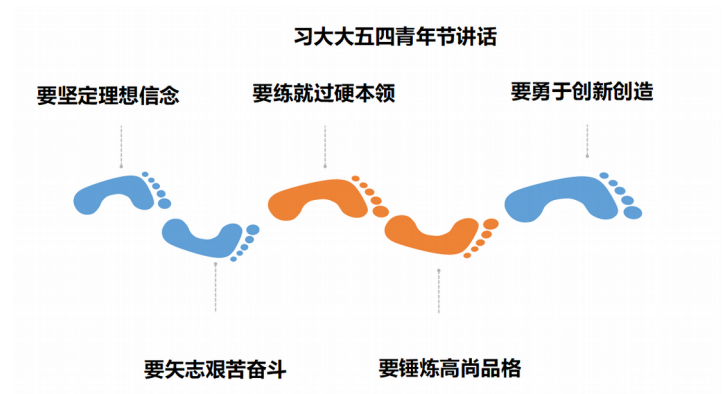 习大大五四青年节讲话
要坚定理想信念
要练就过硬本领
要勇于创新创造
要矢志艰苦奋斗
要锤炼高尚品格